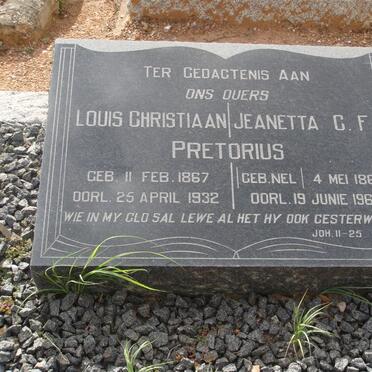 TER GEDACTENIS AAN
ONS OUERS
LOUIS CHRISTIAAN JEANETTA C. F.
PRETORIUS
GEB. 11 FEB. 1867 (GEB. NEL) 4 MEI
OORL. 25 APRIL 1932 OORL. 19 JUNIE
WIE IN MY GLO SAL LEWE AL HET HY OOK GESTERW
JOH. 11-25